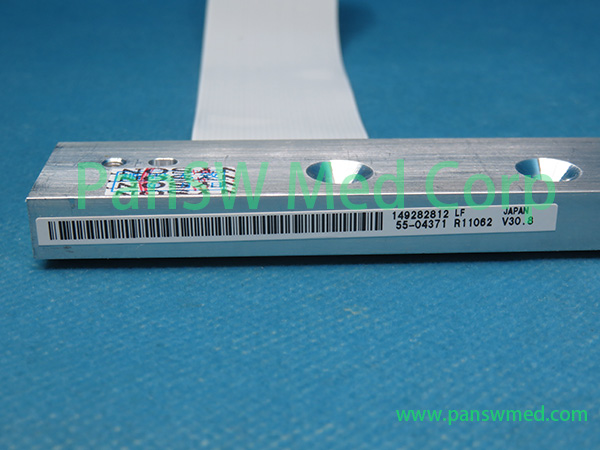 PanSW Med Corp
149282812 LF JAPAN
55-04371 R11062 V30.8
www.panswmed.com